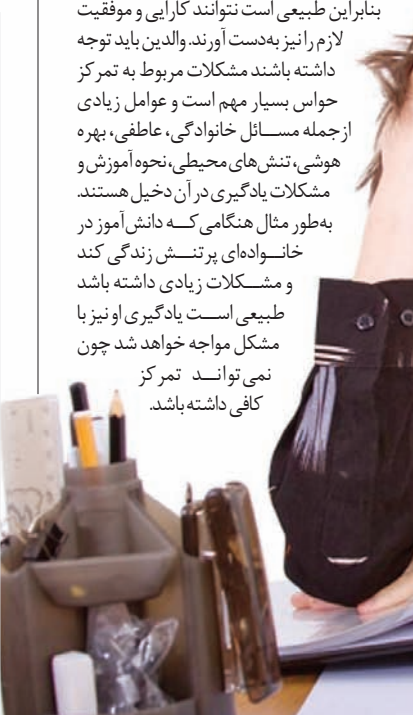 بنابراین طبیعی است نتوانند کارایی و موفقیت
لازم را نیز به‌دست آورند. والدین باید توجه
داشته باشند مشکلات مربوط به تمرکز
حواس بسیار مهم است و عوامل زیادی
ازجمله مسائل خانوادگی، عاطفی، بهره
هوشی، تنش‌های محیطی، نحوه آموزش و
مشکلات یادگیری در آن دخیل هستند.
به‌طور مثال هنگامی که دانش‌آموز در
خانواده‌ای پرتنش زندگی کند
و مشکلات زیادی داشته باشد
طبیعی است یادگیری او نیز با
مشکل مواجه خواهد شد چون
نمی‌تواند تمرکز
کافی داشته باشد.